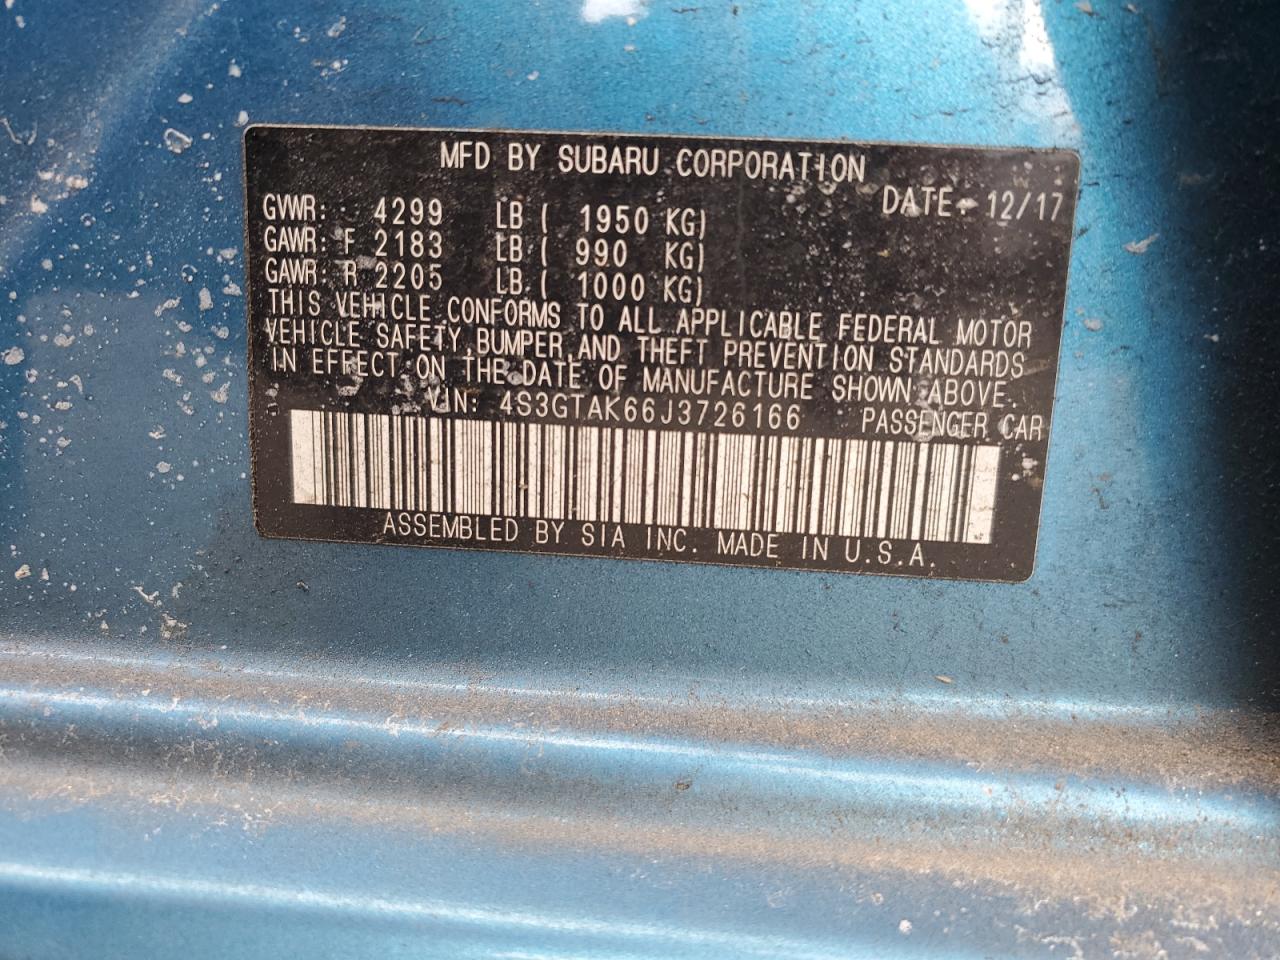 MFD BY SUBARU CORPORATION
DATE: 12/17
GVWR: 4299 LB ( 1950 KG)
GAWR: F 2183 LB ( 990 KG)
GAWR: R 2205 LB ( 1000 KG)
THIS VEHICLE CONFORMS TO ALL APPLICABLE FEDERAL MOTOR
VEHICLE SAFETY, BUMPER, AND THEFT PREVENTION STANDARDS
IN EFFECT ON THE DATE OF MANUFACTURE SHOWN ABOVE.
VIN: 4S3GTAK66J3726166 PASSENGER CAR
ASSEMBLED BY SIA INC. MADE IN U.S.A.